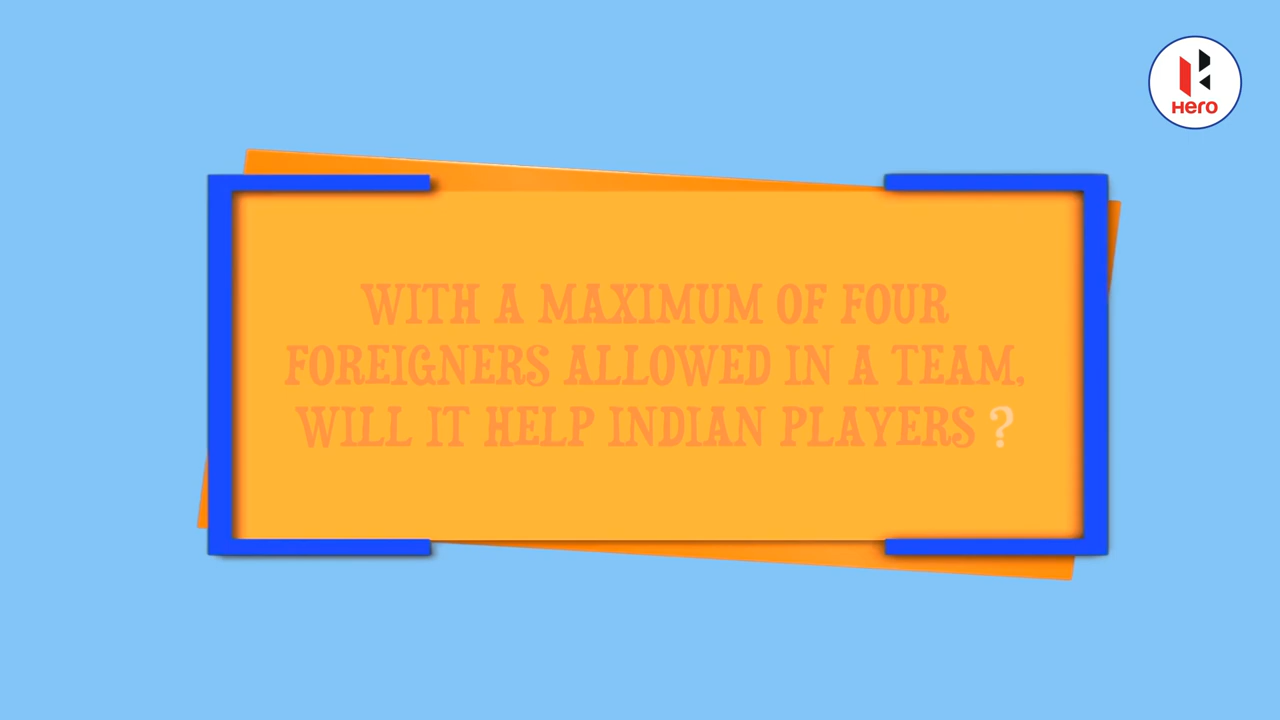 Hero
WITH A MAXIMUM OF FOUR
FOREIGNERS ALLOWED IN A TEAM,
WILL IT HELP INDIAN PLAYERS ?